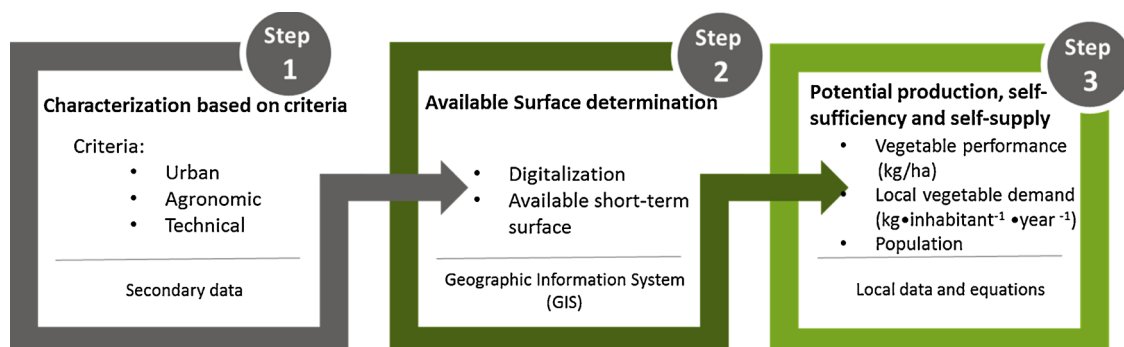 Step
1
Characterization based on criteria
Criteria:
• Urban
• Agronomic
• Technical
Secondary data
Step
2
Available Surface determination
• Digitalization
• Available short-term
surface
Geographic Information System
(GIS)
Step
3
Potential production, self-
sufficiency and self-supply
• Vegetable performance
(kg/ha)
• Local vegetable demand
(kg•inhabitant⁻¹ •year ⁻¹)
• Population
Local data and equations